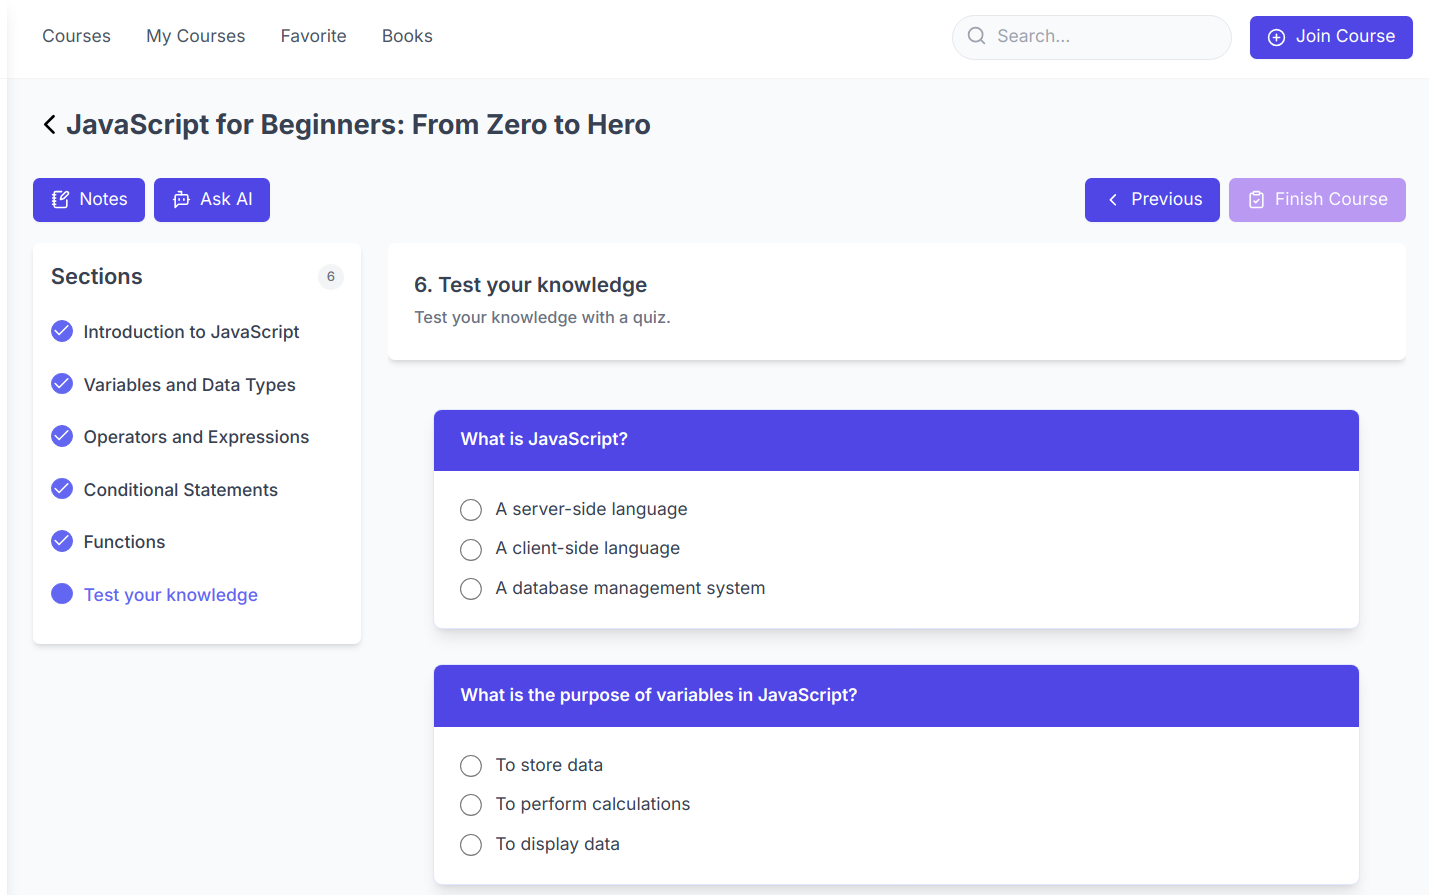 Courses My Courses Favorite Books Search... Join Course
JavaScript for Beginners: From Zero to Hero
Notes Ask AI Previous Finish Course
Sections 6
Introduction to JavaScript
Variables and Data Types
Operators and Expressions
Conditional Statements
Functions
Test your knowledge
6. Test your knowledge
Test your knowledge with a quiz.
What is JavaScript?
A server-side language
A client-side language
A database management system
What is the purpose of variables in JavaScript?
To store data
To perform calculations
To display data